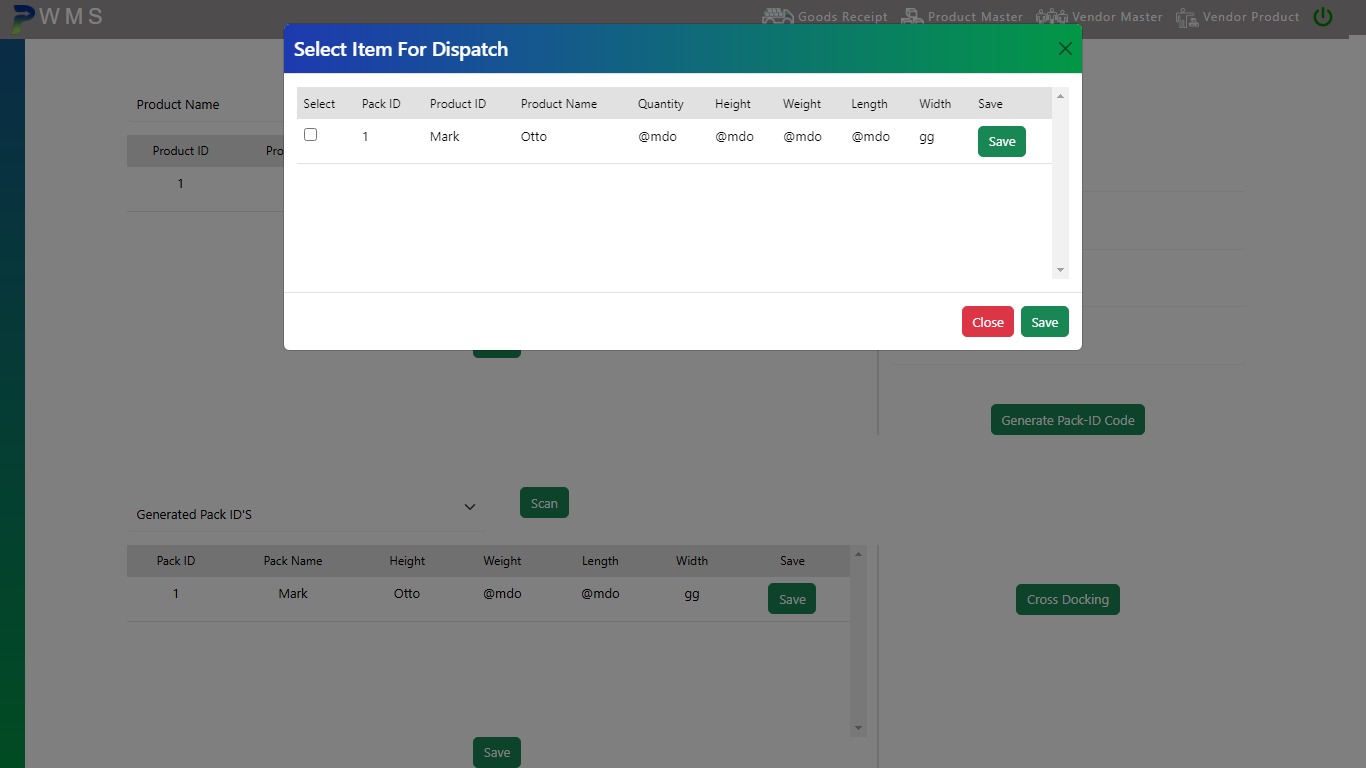 PWMS
Goods Receipt Product Master Vendor Master Vendor Product
Select Item For Dispatch
Select Pack ID Product ID Product Name Quantity Height Weight Length Width Save
1 Mark Otto @mdo @mdo @mdo @mdo gg Save
Close Save
Product Name
Product ID Pro
1
Generate Pack-ID Code
Generated Pack ID'S
Scan
Pack ID Pack Name Height Weight Length Width Save
1 Mark Otto @mdo @mdo gg Save
Cross Docking
Save